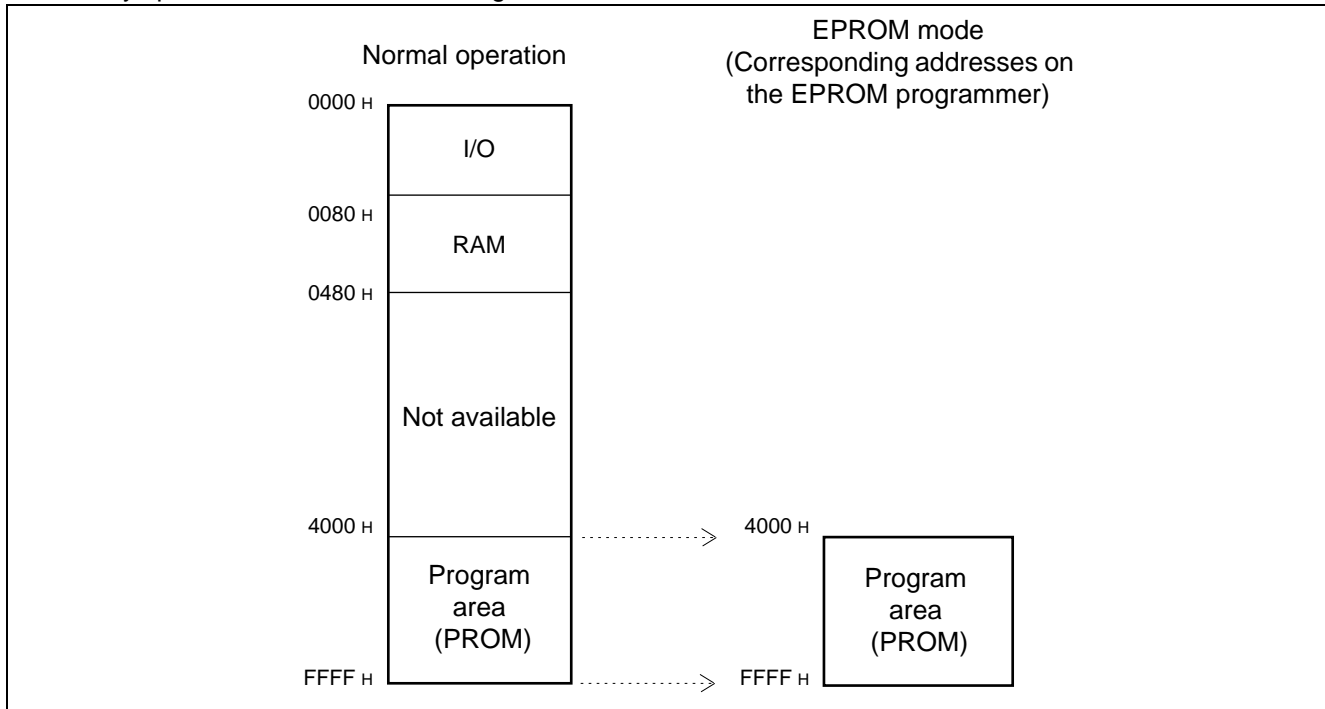 Normal operation
EPROM mode
(Corresponding addresses on
the EPROM programmer)
0000 H
I/O
0080 H
RAM
0480 H
Not available
4000 H
4000 H
Program
area
(PROM)
Program
area
(PROM)
FFFF H
FFFF H